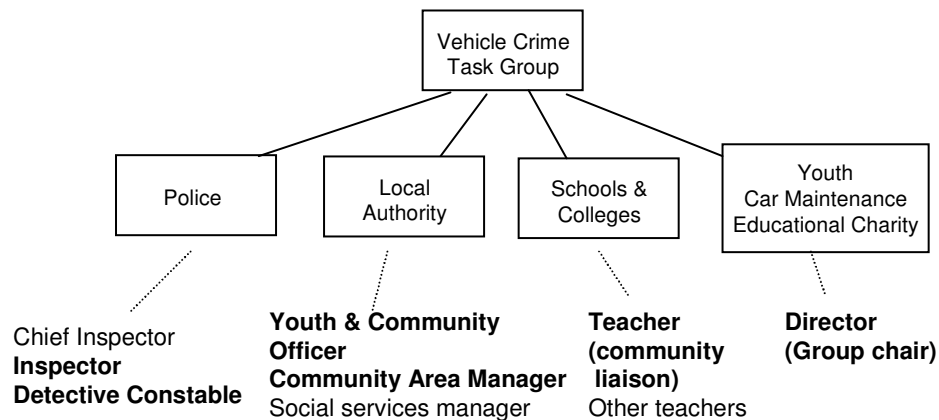 Vehicle Crime
Task Group
Police
Local
Authority
Schools &
Colleges
Youth
Car Maintenance
Educational Charity
Chief Inspector
Inspector
Detective Constable
Youth & Community
Officer
Community Area Manager
Social services manager
Teacher
(community
liaison)
Other teachers
Director
(Group chair)